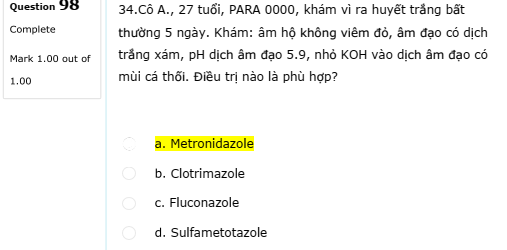 Question 98
Complete
Mark 1.00 out of
1.00
34.Cô A., 27 tuổi, PARA 0000, khám vì ra huyết trắng bất
thường 5 ngày. Khám: âm hộ không viêm đỏ, âm đạo có dịch
trắng xám, pH dịch âm đạo 5.9, nhỏ KOH vào dịch âm đạo có
mùi cá thối. Điều trị nào là phù hợp?
a. Metronidazole
b. Clotrimazole
c. Fluconazole
d. Sulfametotazole